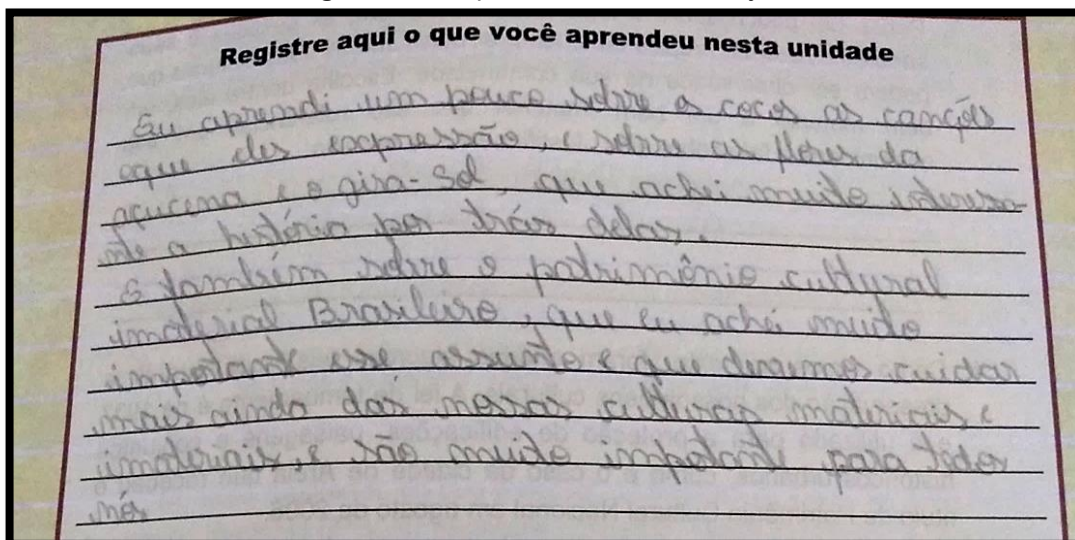 Registre aqui o que você aprendeu nesta unidade
Eu aprendi um pouco sobre os cocos as canções
oque eles expressão, e sobre as flores da
açucena e o gira-sol, que achei muito interessa-
nte a história por trás delas.
E também sobre o patrimônio cultural
imaterial Brasileiro, que eu achei muito
importante esse assunto e que devemos cuidar
mais ainda das nossas culturas materiais, e
imateriais, e são muito importante para todos
nós